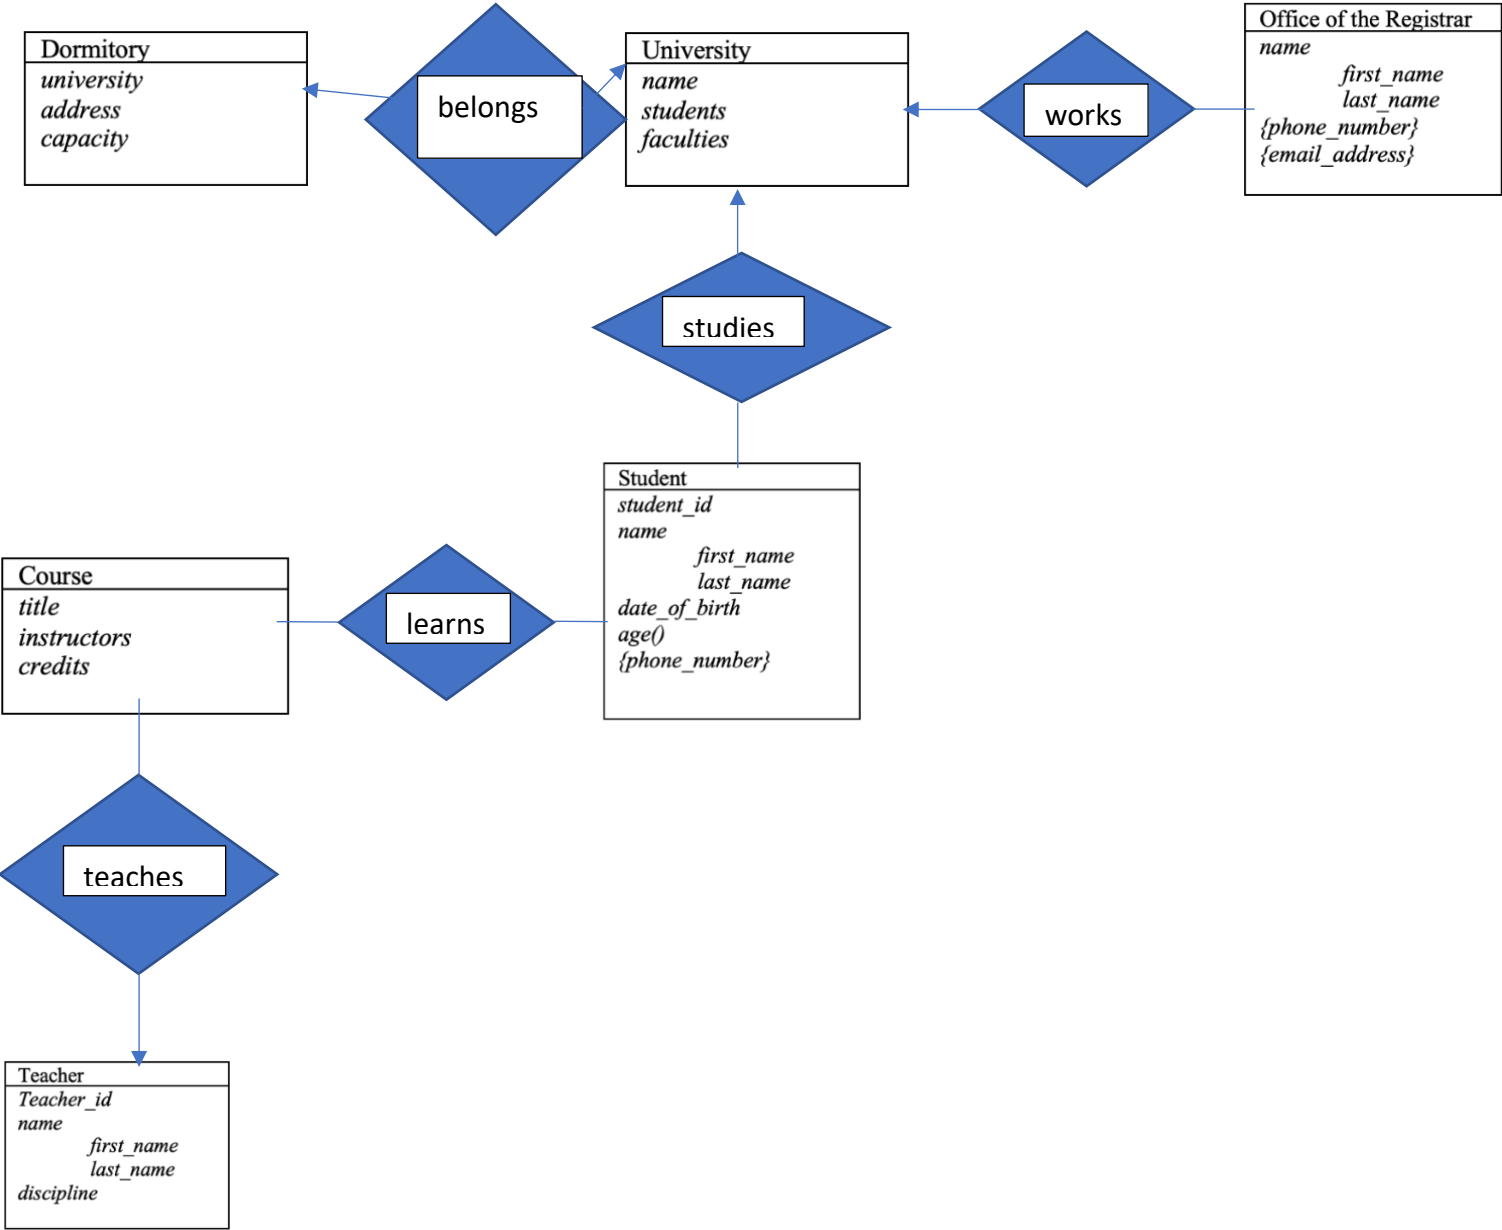 Dormitory
university
address
capacity
belongs
University
name
students
faculties
works
Office of the Registrar
name
first_name
last_name
{phone_number}
{email_address}
studies
Student
student_id
name
first_name
last_name
date_of_birth
age()
{phone_number}
learns
Course
title
instructors
credits
teaches
Teacher
Teacher_id
name
first_name
last_name
discipline